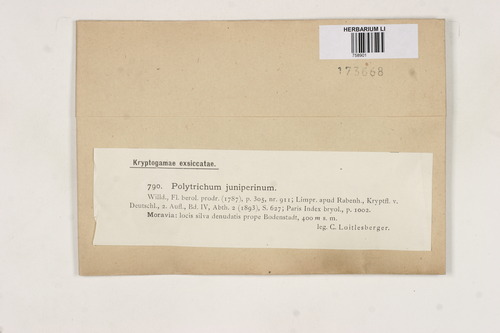 HERBARIUM LI
758901
173668
Kryptogamae exsiccatae.
790. Polytrichum juniperinum.
Willd., Fl. berol. prodr. (1787), p. 305, nr. 911; Limpr. apud Rabenh., Kryptfl. v.
Deutschl., 2. Aufl., Bd. IV, Abth. 2 (1893), S. 627; Paris Index bryol., p. 1002.
Moravia: locis silva denudatis prope Bodenstadt, 400 m s. m.
leg. C. Loitlesberger.